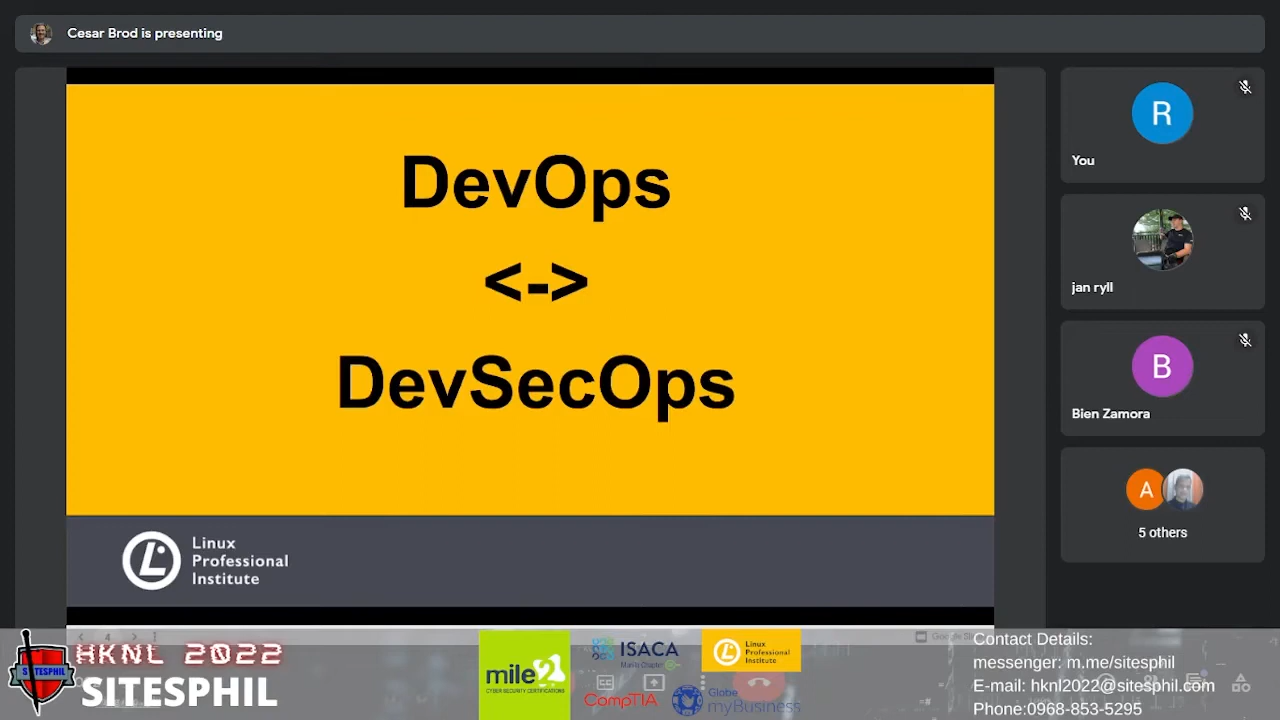 Cesar Brod is presenting
DevOps
<->
DevSecOps
Linux
Professional
Institute
R
You
jan ryll
B
Bien Zamora
A
5 others
4
HKNL 2022
SITESPHIL
SITESPHIL
mile2
CYBER SECURITY CERTIFICATIONS
ISACA
Manila Chapter
CompTIA
Linux
Professional
Institute
Globe
myBusiness
Contact Details:
messenger: m.me/sitesphil
E-mail: hknl2022@sitesphil.com
Phone:0968-853-5295